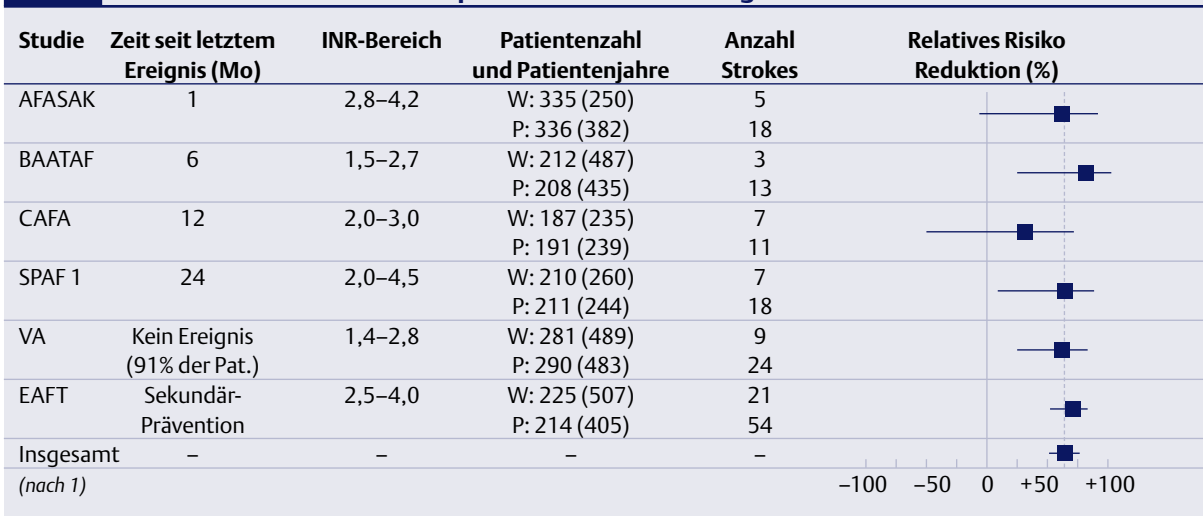 Studie Zeit seit letztem INR-Bereich Patientenzahl Anzahl Relatives Risiko
Ereignis (Mo) und Patientenjahre Strokes Reduktion (%)
AFASAK 1 2,8–4,2 W: 335 (250) 5
P: 336 (382) 18
BAATAF 6 1,5–2,7 W: 212 (487) 3
P: 208 (435) 13
CAFA 12 2,0–3,0 W: 187 (235) 7
P: 191 (239) 11
SPAF 1 24 2,0–4,5 W: 210 (260) 7
P: 211 (244) 18
VA Kein Ereignis 1,4–2,8 W: 281 (489) 9
(91% der Pat.) P: 290 (483) 24
EAFT Sekundär- 2,5–4,0 W: 225 (507) 21
Prävention P: 214 (405) 54
Insgesamt – – – –
(nach 1) –100 –50 0 +50 +100